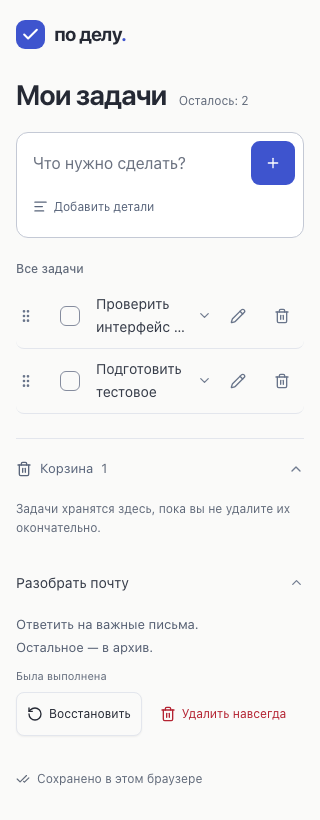 по делу.
Мои задачи Осталось: 2
Что нужно сделать?
Добавить детали
Все задачи
Проверить
интерфейс ...
Подготовить
тестовое
Корзина 1
Задачи хранятся здесь, пока вы не удалите их
окончательно.
Разобрать почту
Ответить на важные письма.
Остальное — в архив.
Была выполнена
Восстановить Удалить навсегда
Сохранено в этом браузере